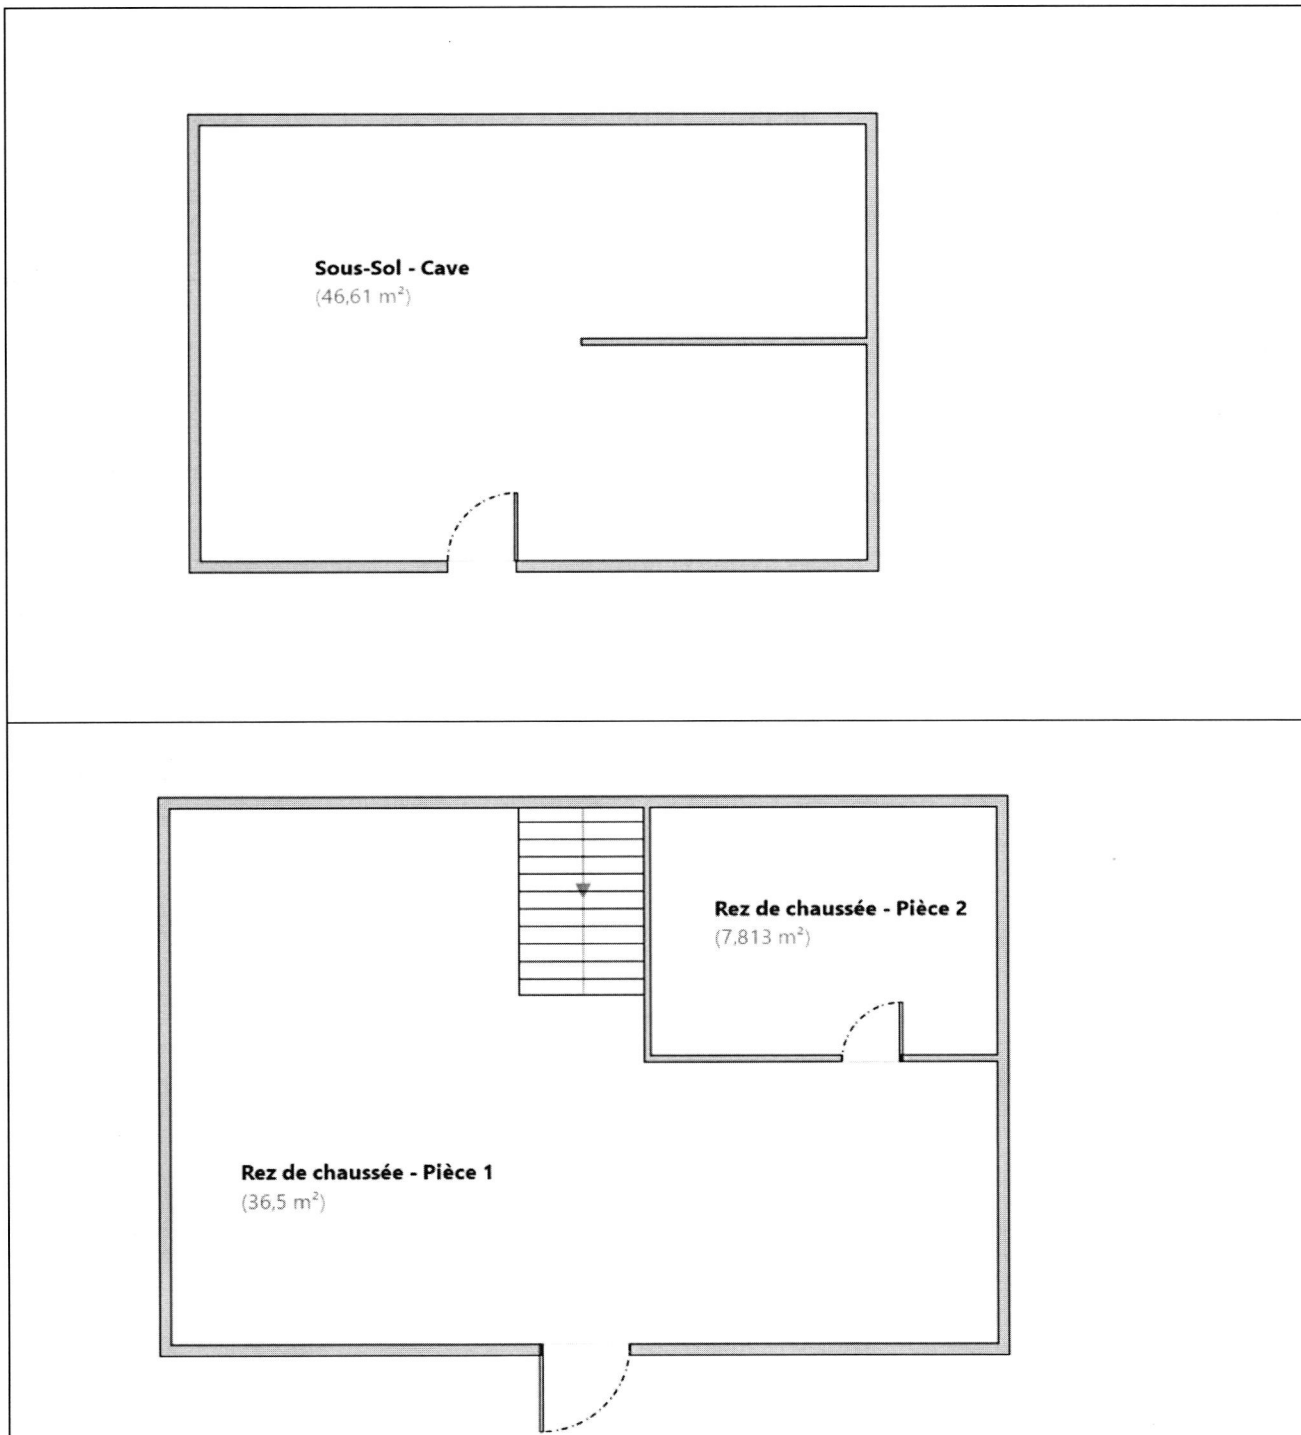 Sous-Sol - Cave
(46,61 m²)
Rez de chaussée - Pièce 2
(7,813 m²)
Rez de chaussée - Pièce 1
(36,5 m²)